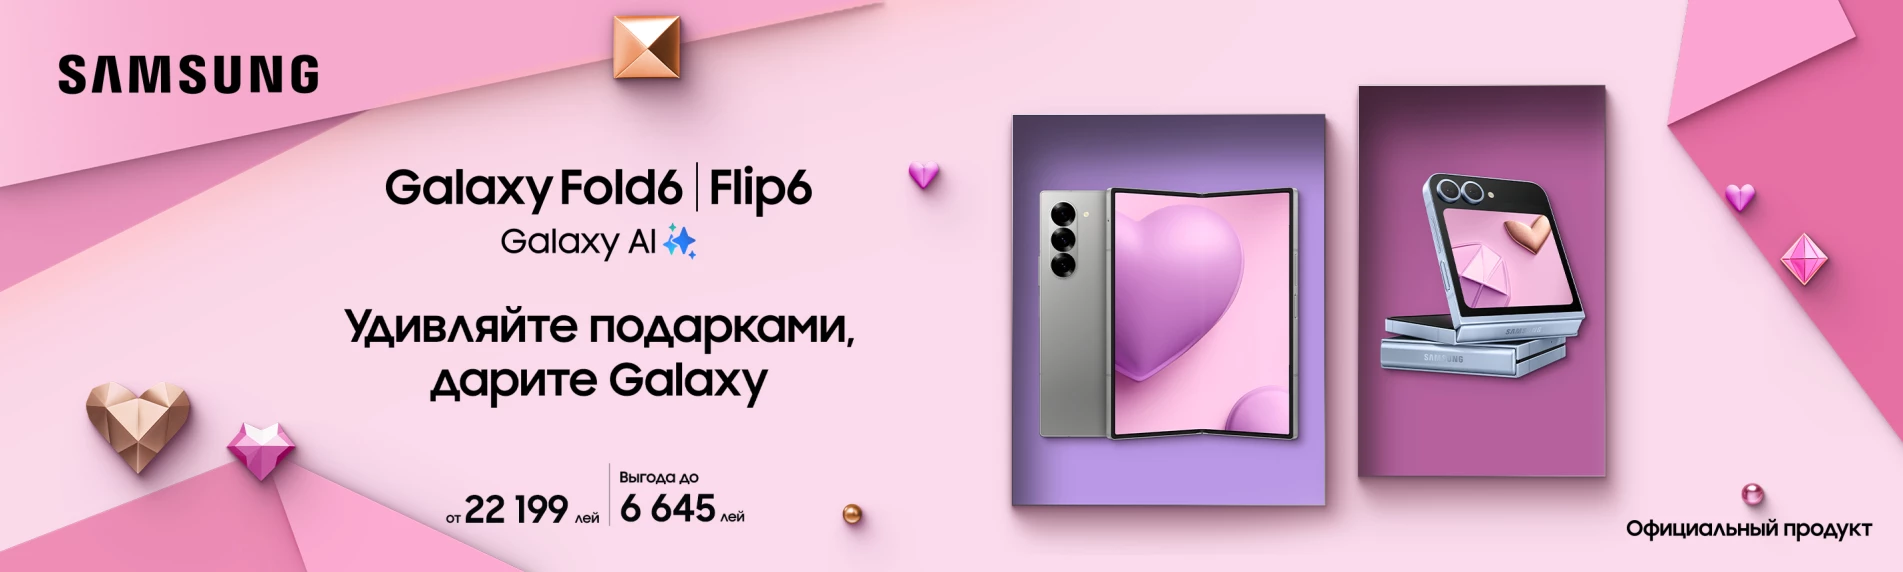 SAMSUNG
Galaxy Fold6 | Flip6
Galaxy AI
Удивляйте подарками,
дарите Galaxy
от 22 199 лей
Выгода до
6 645 лей
SAMSUNG
SAMSUNG
Официальный продукт